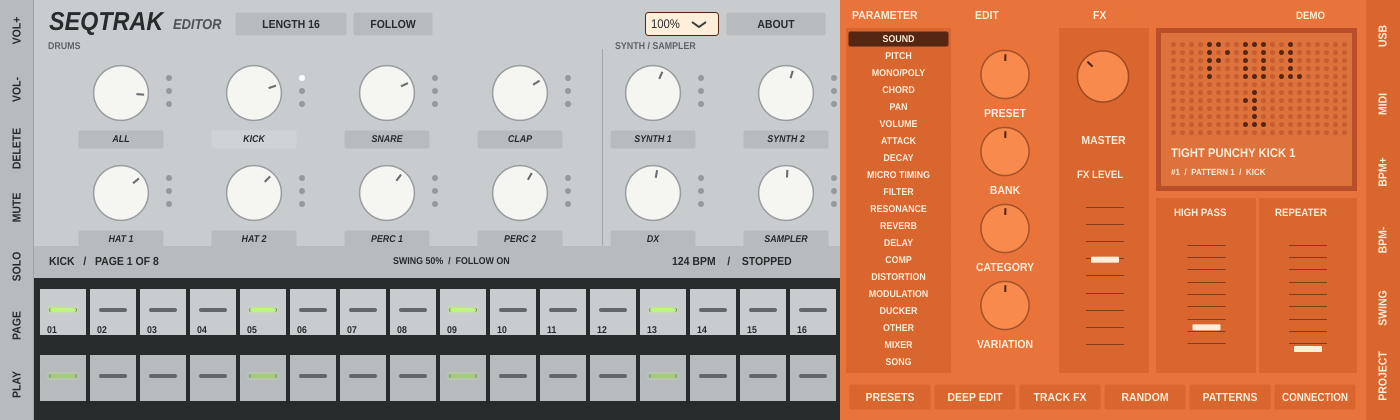 VOL+
VOL-
DELETE
MUTE
SOLO
PAGE
PLAY
SEQTRAK EDITOR
LENGTH 16
FOLLOW
100%
ABOUT
DRUMS
SYNTH / SAMPLER
ALL
KICK
SNARE
CLAP
SYNTH 1
SYNTH 2
HAT 1
HAT 2
PERC 1
PERC 2
DX
SAMPLER
KICK / PAGE 1 OF 8
SWING 50% / FOLLOW ON
124 BPM / STOPPED
01 02 03 04 05 06 07 08 09 10 11 12 13 14 15 16
PARAMETER
SOUND
PITCH
MONO/POLY
CHORD
PAN
VOLUME
ATTACK
DECAY
MICRO TIMING
FILTER
RESONANCE
REVERB
DELAY
COMP
DISTORTION
MODULATION
DUCKER
OTHER
MIXER
SONG
EDIT
PRESET
BANK
CATEGORY
VARIATION
FX
MASTER
FX LEVEL
DEMO
TIGHT PUNCHY KICK 1
#1 / PATTERN 1 / KICK
HIGH PASS
REPEATER
PRESETS
DEEP EDIT
TRACK FX
RANDOM
PATTERNS
CONNECTION
USB
MIDI
BPM+
BPM-
SWING
PROJECT